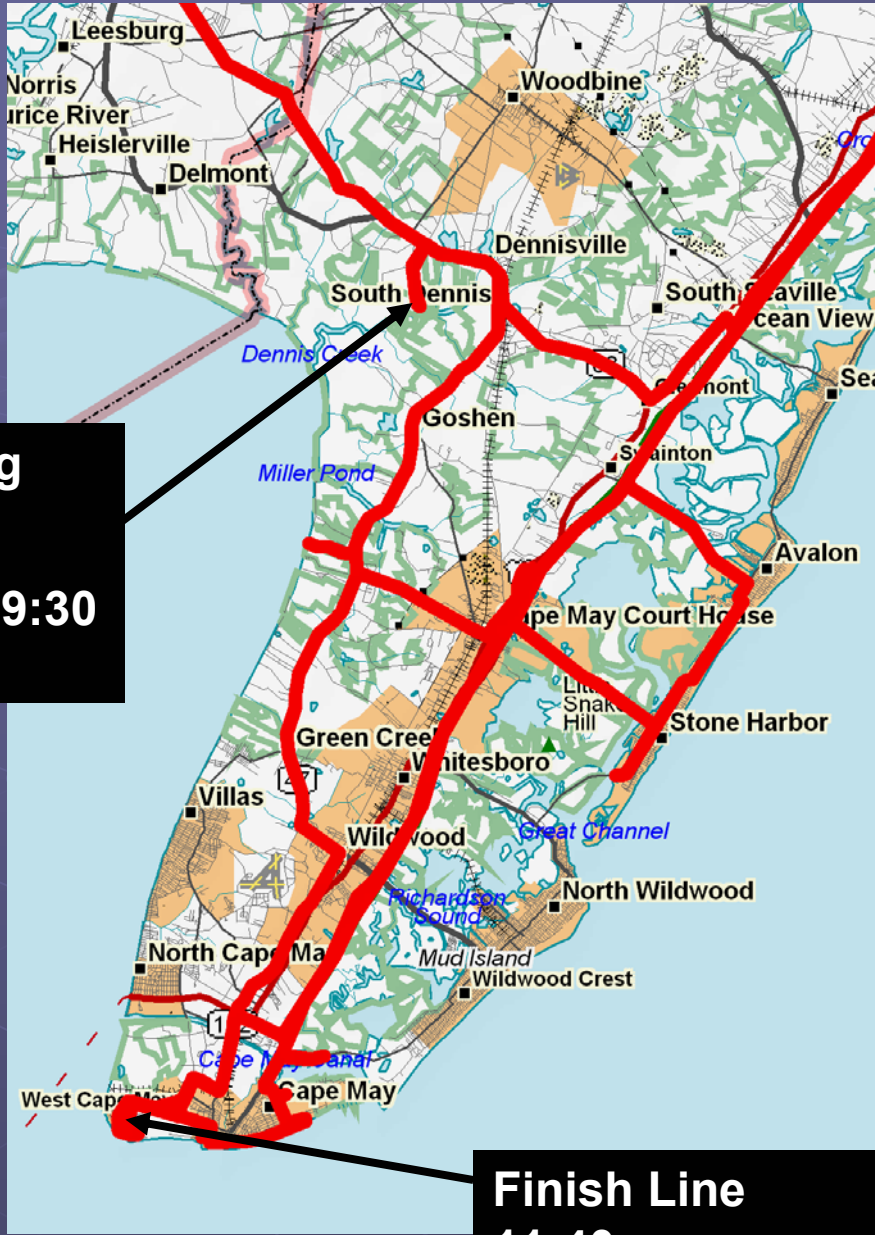 Leesburg
Woodbine
Norris
urice River
Heislerville
Delmont
Dennisville
South Dennis
South Seaville
cean View
Dennis Creek
Sea
Goshen
Miller Pond
Swainton
g
9:30
Avalon
ape May Court House
Little
Snake
Hill
Stone Harbor
Green Creek
Whitesboro
47
Villas
Great Channel
Wildwood
Richardson
Sound
North Wildwood
North Cape Ma
Mud Island
Wildwood Crest
Cape May Canal
West Cape May
Cape May
Finish Line